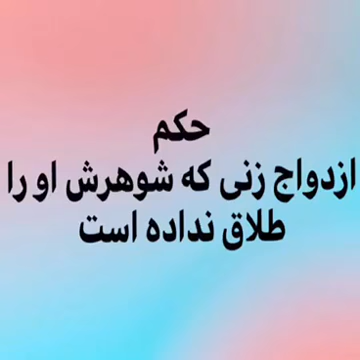 حکم
ازدواج زنی که شوهرش او را
طلاق نداده است